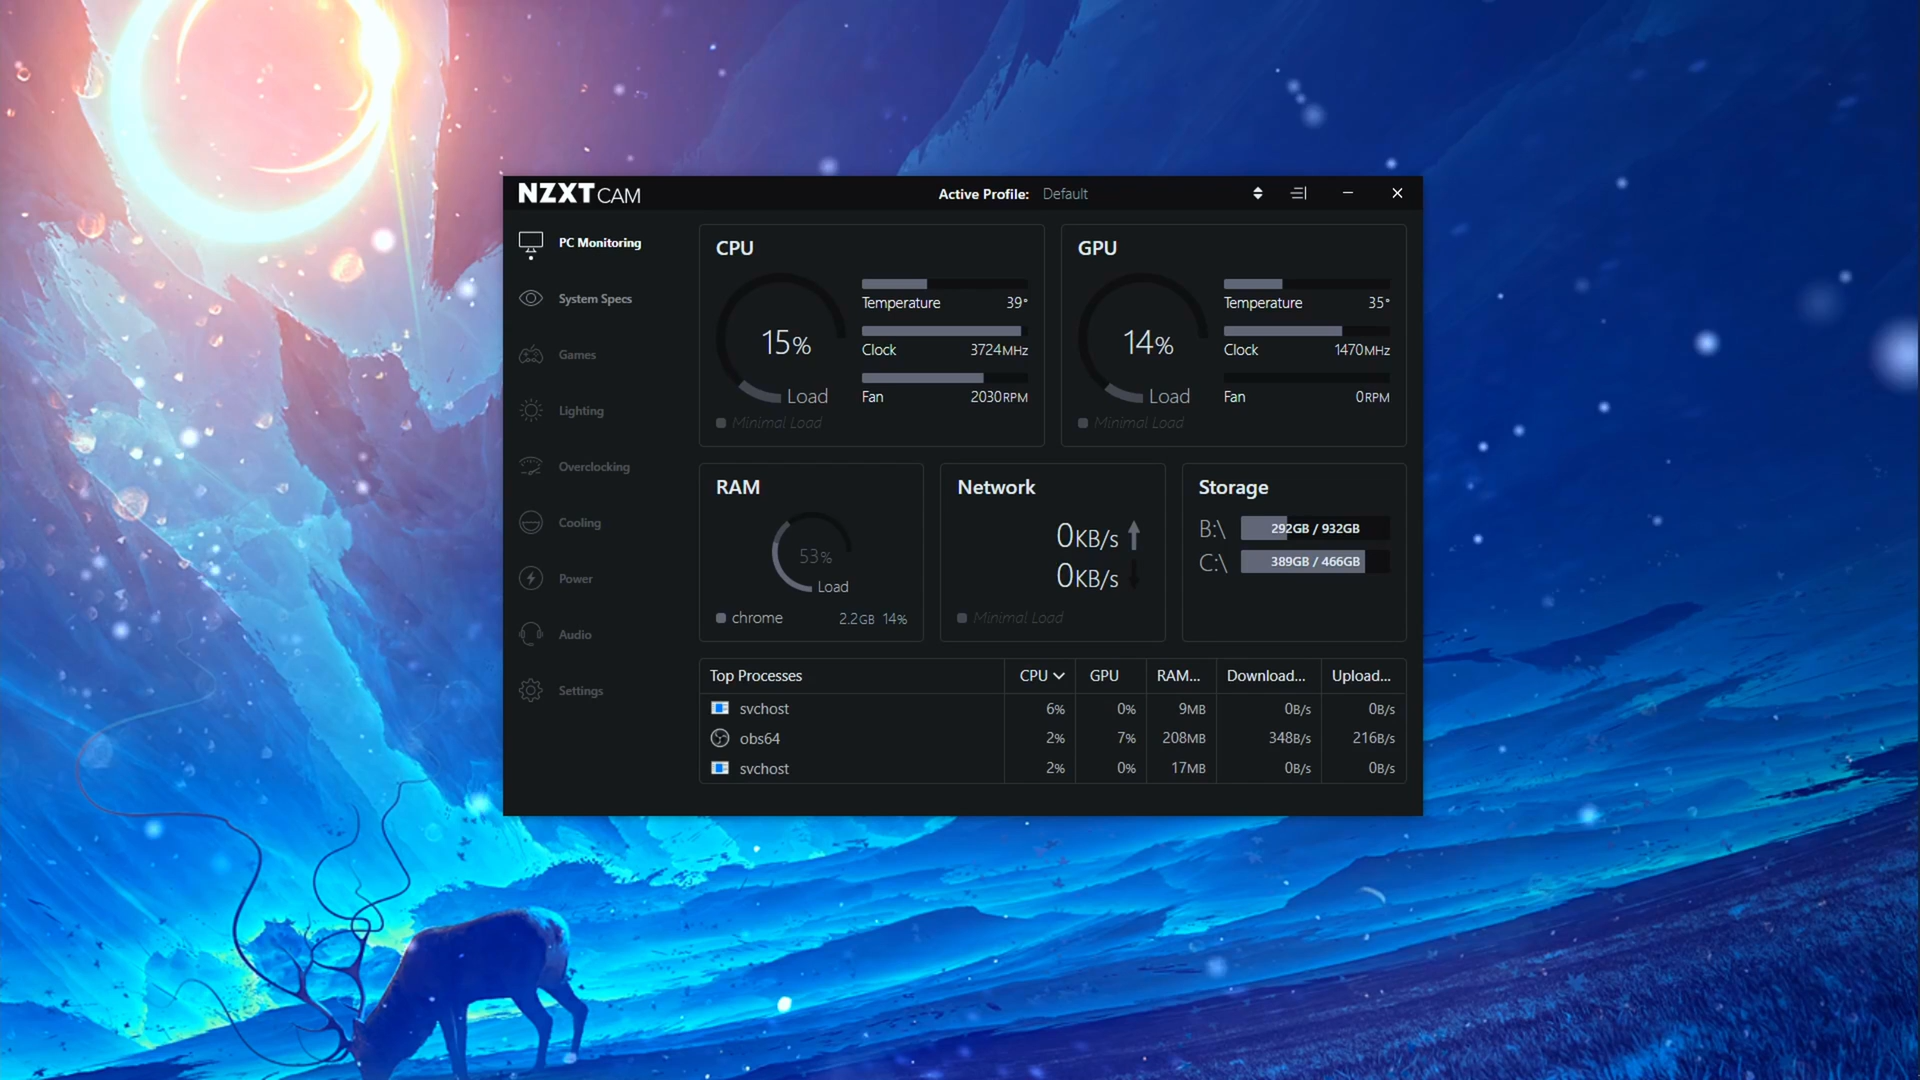 NZXT CAM
Active Profile: Default
PC Monitoring
System Specs
Games
Lighting
Overclocking
Cooling
Power
Audio
Settings
CPU
15%
Load
Minimal Load
Temperature 39°
Clock 3724MHz
Fan 2030RPM
GPU
14%
Load
Minimal Load
Temperature 35°
Clock 1470MHz
Fan 0RPM
RAM
53%
Load
chrome 2.2GB 14%
Network
0KB/s
0KB/s
Minimal Load
Storage
B:\ 292GB / 932GB
C:\ 389GB / 466GB
Top Processes CPU GPU RAM... Download... Upload...
svchost 6% 0% 9MB 0B/s 0B/s
obs64 2% 7% 208MB 348B/s 216B/s
svchost 2% 0% 17MB 0B/s 0B/s